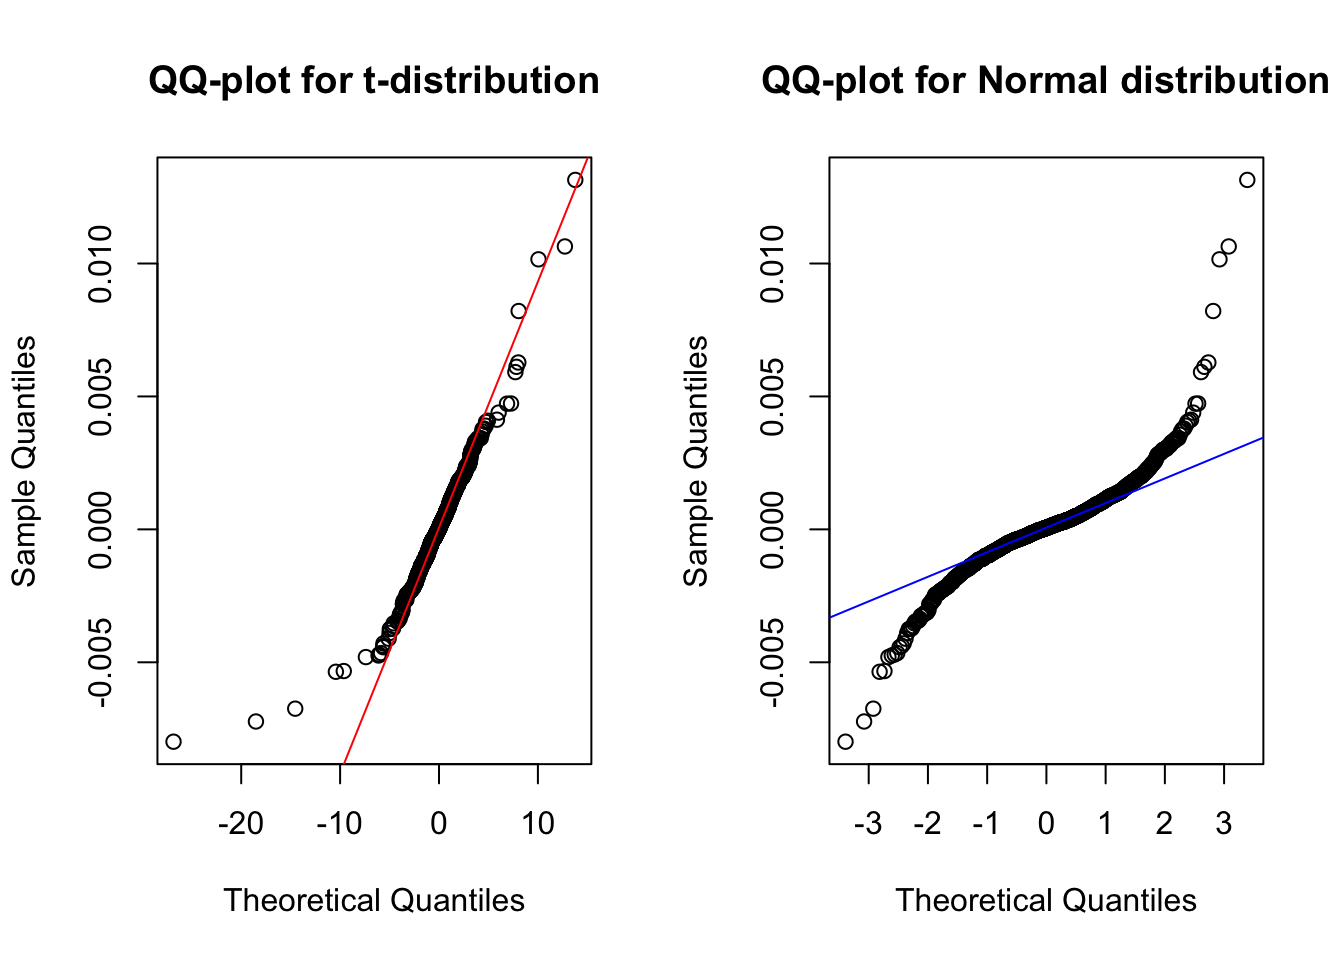 QQ-plot for t-distribution
Sample Quantiles
0.010
0.005
0.000
-0.005
-20 -10 0 10
Theoretical Quantiles
QQ-plot for Normal distribution
Sample Quantiles
0.010
0.005
0.000
-0.005
-3 -2 -1 0 1 2 3
Theoretical Quantiles